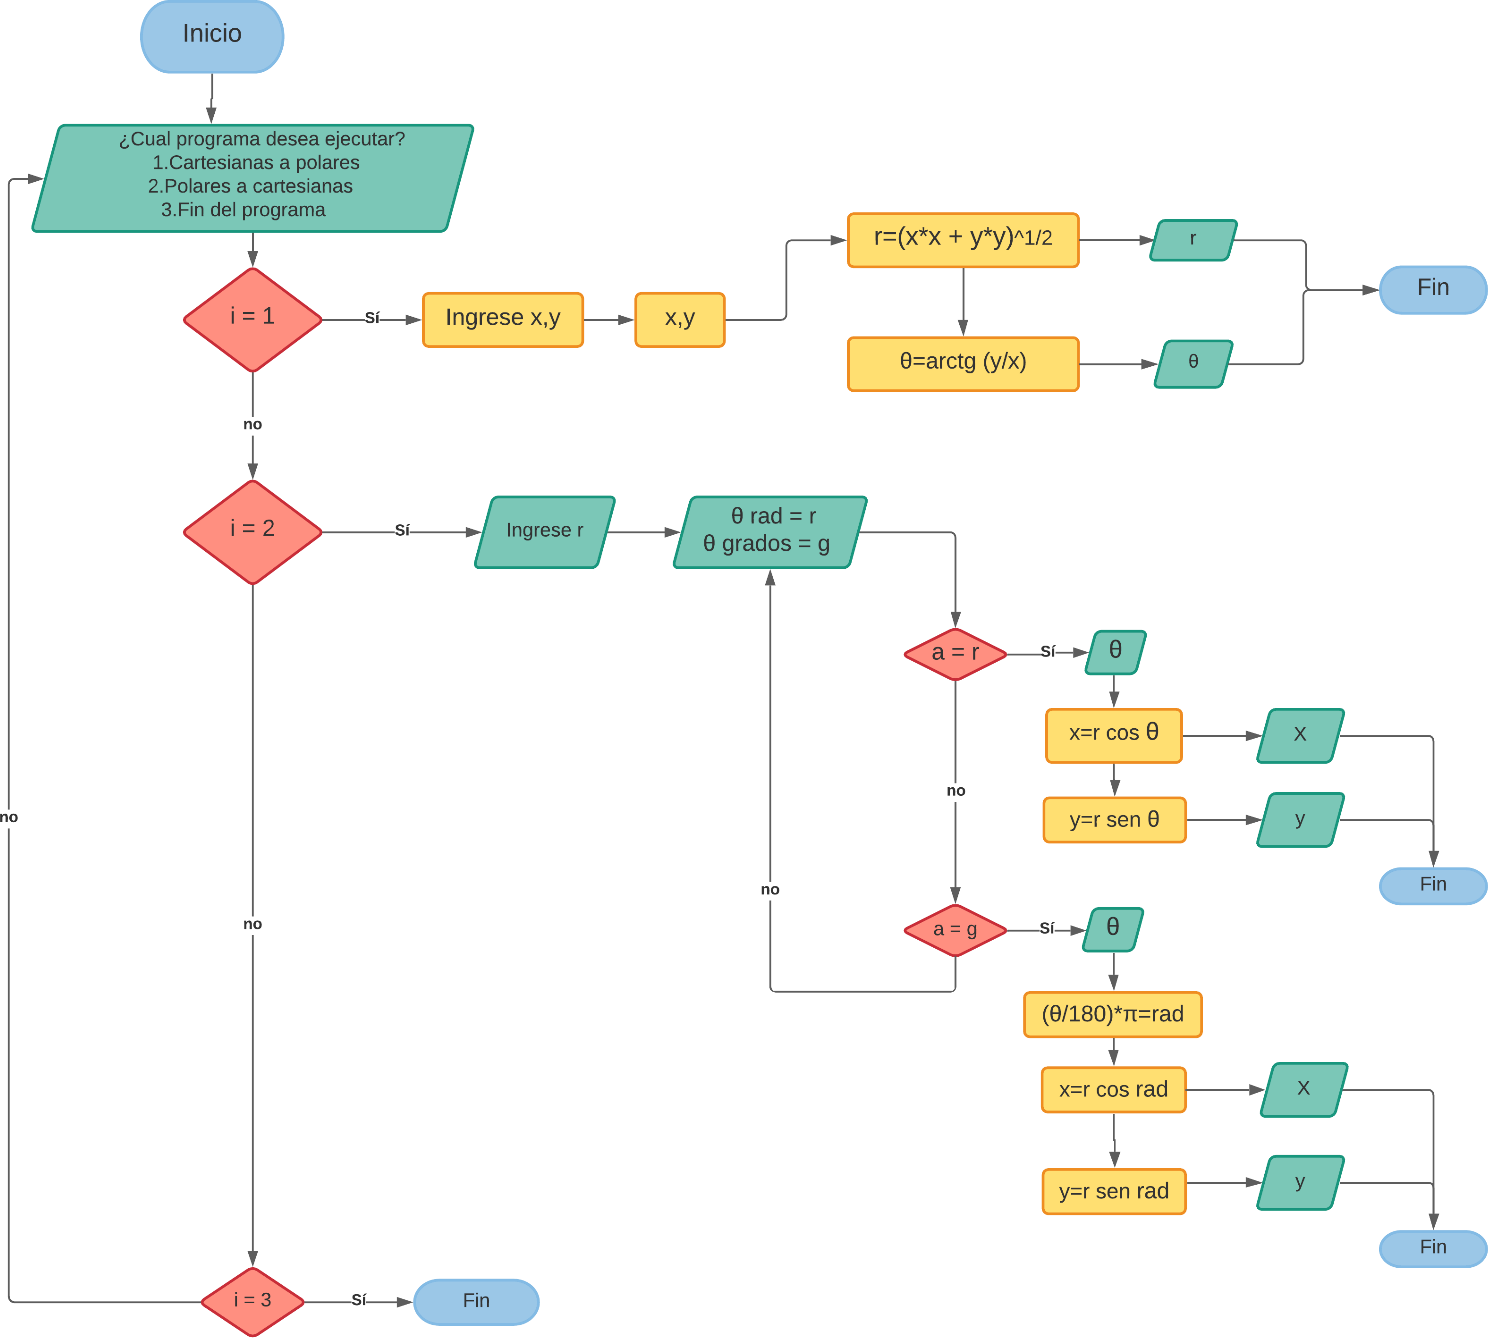 Inicio
¿Cual programa desea ejecutar?
1.Cartesianas a polares
2.Polares a cartesianas
3.Fin del programa
i = 1
Sí
Ingrese x,y
x,y
r=(x*x + y*y)^1/2
r
Fin
θ=arctg (y/x)
θ
no
i = 2
Sí
Ingrese r
θ rad = r
θ grados = g
a = r
Sí
θ
x=r cos θ
X
no
y=r sen θ
y
no
Fin
no
a = g
Sí
θ
no
(θ/180)*π=rad
x=r cos rad
X
y=r sen rad
y
Fin
i = 3
Sí
Fin